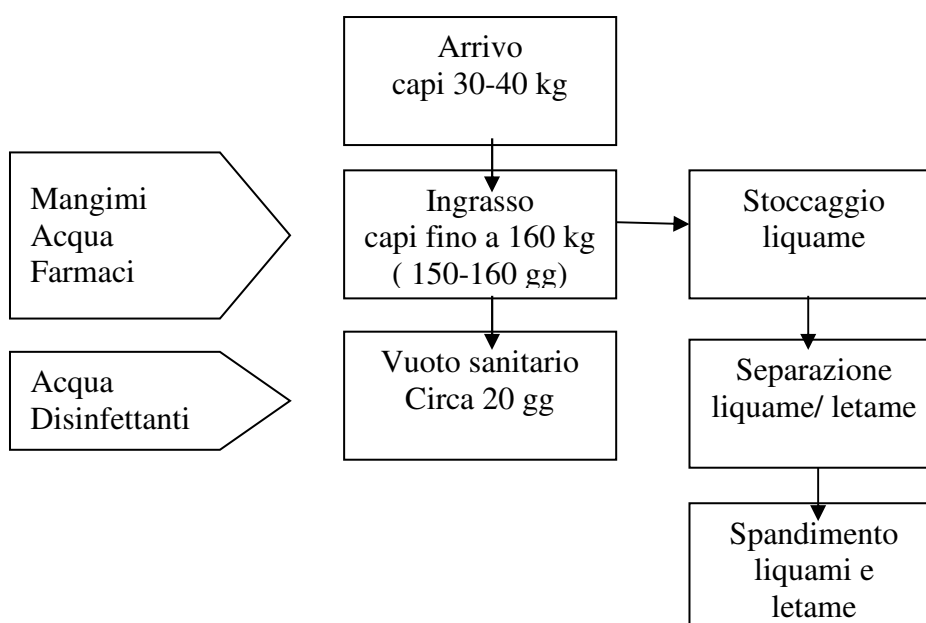 Arrivo
capi 30-40 kg
Mangimi
Acqua
Farmaci
Ingrasso
capi fino a 160 kg
( 150-160 gg)
Stoccaggio
liquame
Acqua
Disinfettanti
Vuoto sanitario
Circa 20 gg
Separazione
liquame/ letame
Spandimento
liquami e
letame